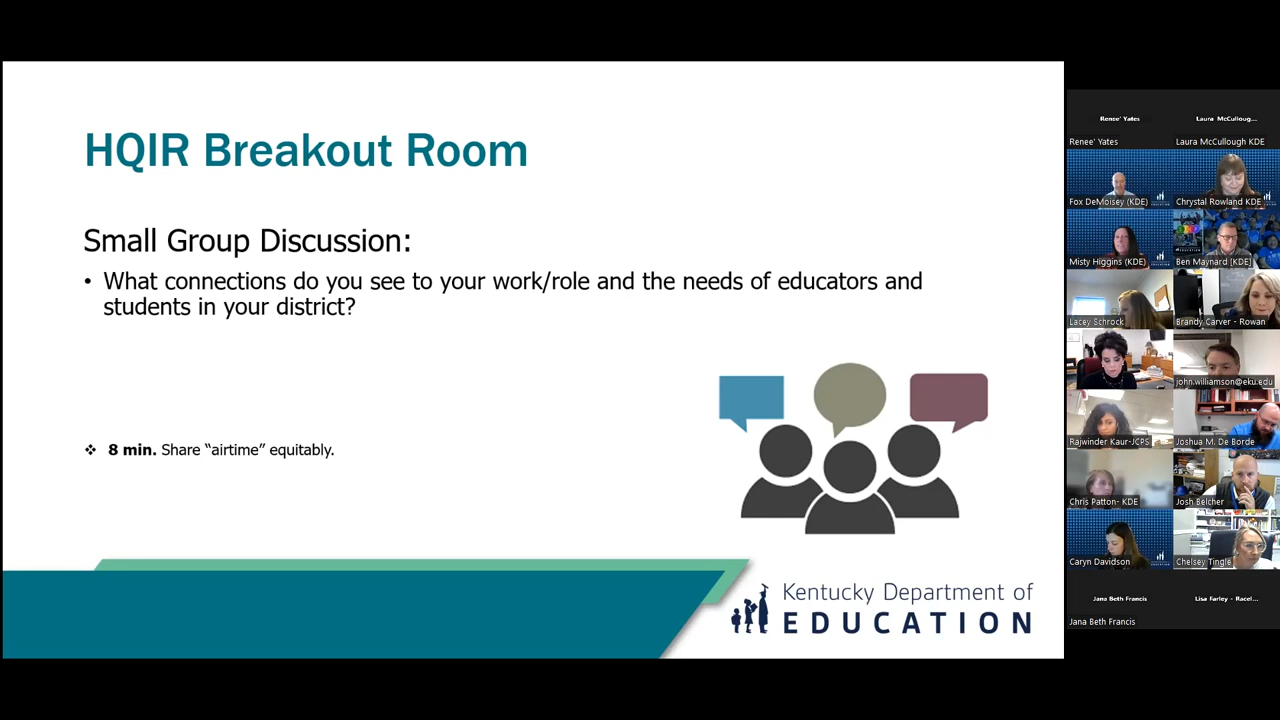 HQIR Breakout Room
Small Group Discussion:
• What connections do you see to your work/role and the needs of educators and
students in your district?
❖ 8 min. Share “airtime” equitably.
Kentucky Department of
EDUCATION
Renee' Yates
Laura McCulloug...
Renee' Yates
Laura McCullough KDE
Fox DeMoisey (KDE)
Chrystal Rowland KDE
Misty Higgins (KDE)
Ben Maynard (KDE)
Lacey Schrock
Brandy Carver - Rowan
john.williamson@eku.edu
Rajwinder Kaur-JCPS
Joshua M. De Borde
Chris Patton- KDE
Josh Belcher
Caryn Davidson
Chelsey Tingle
Jana Beth Francis
Lisa Farley - Racel...
Jana Beth Francis